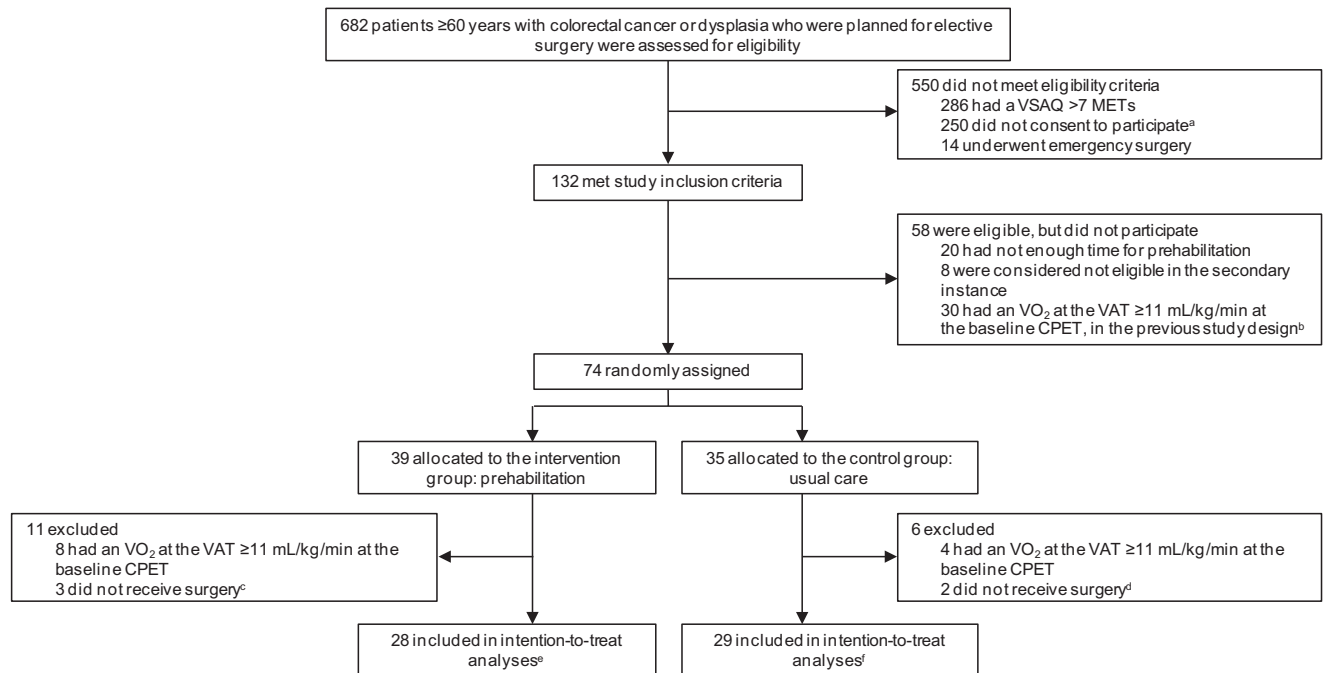 682 patients ≥60 years with colorectal cancer or dysplasia who were planned for elective
surgery were assessed for eligibility
550 did not meet eligibility criteria
286 had a VSAQ >7 METs
250 did not consent to participateᵃ
14 underwent emergency surgery
132 met study inclusion criteria
58 were eligible, but did not participate
20 had not enough time for prehabilitation
8 were considered not eligible in the secondary
instance
30 had an VO₂ at the VAT ≥11 mL/kg/min at
the baseline CPET, in the previous study designᵇ
74 randomly assigned
39 allocated to the intervention
group: prehabilitation
35 allocated to the control group:
usual care
11 excluded
8 had an VO₂ at the VAT ≥11 mL/kg/min at the
baseline CPET
3 did not receive surgeryᶜ
6 excluded
4 had an VO₂ at the VAT ≥11 mL/kg/min at the
baseline CPET
2 did not receive surgeryᵈ
28 included in intention-to-treat
analysesᵉ
29 included in intention-to-treat
analysesᶠ